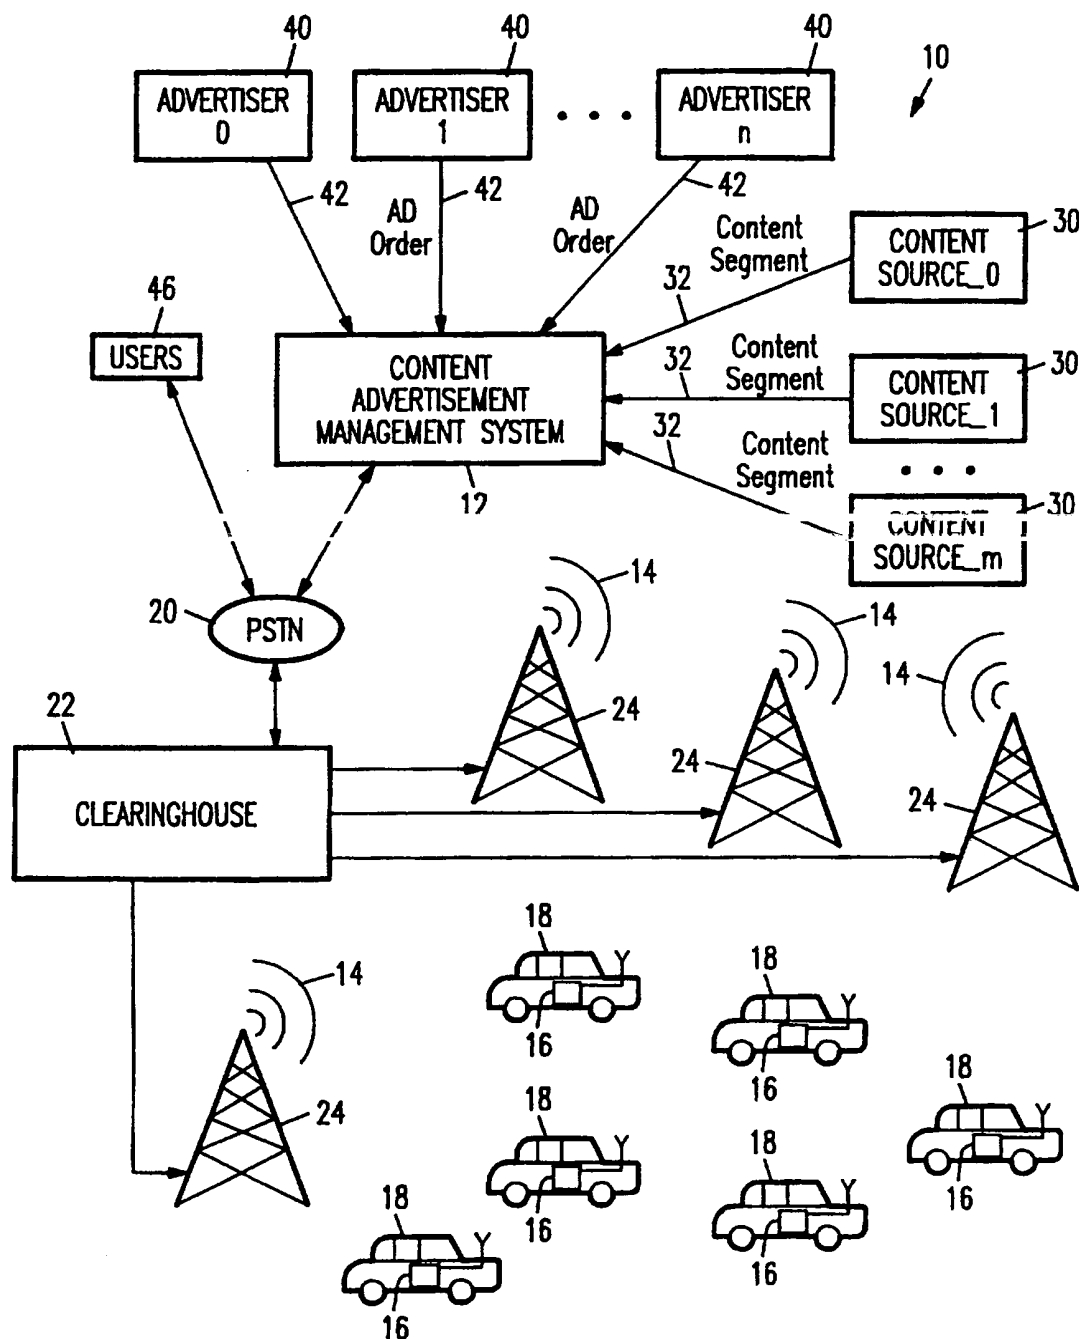 40
40
40
10
ADVERTISER
0
ADVERTISER
1
• • •
ADVERTISER
n
42
42
42
AD
Order
AD
Order
Content
Segment
30
CONTENT
SOURCE_0
32
46
USERS
CONTENT
ADVERTISEMENT
MANAGEMENT SYSTEM
32
Content
Segment
30
CONTENT
SOURCE_1
32
Content
Segment
• • •
30
CONTENT
SOURCE_m
12
20
PSTN
14
14
14
22
CLEARINGHOUSE
24
24
24
14
24
18
16
18
16
18
16
18
16
18
16
18
16